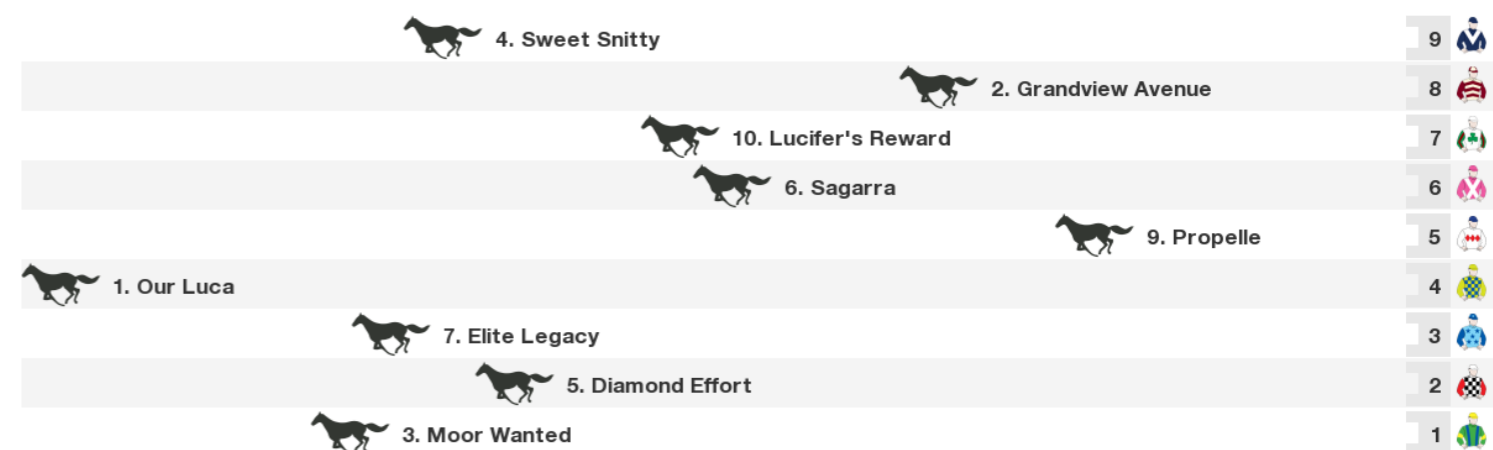 4. Sweet Snitty 9
2. Grandview Avenue 8
10. Lucifer's Reward 7
6. Sagarra 6
9. Propelle 5
1. Our Luca 4
7. Elite Legacy 3
5. Diamond Effort 2
3. Moor Wanted 1